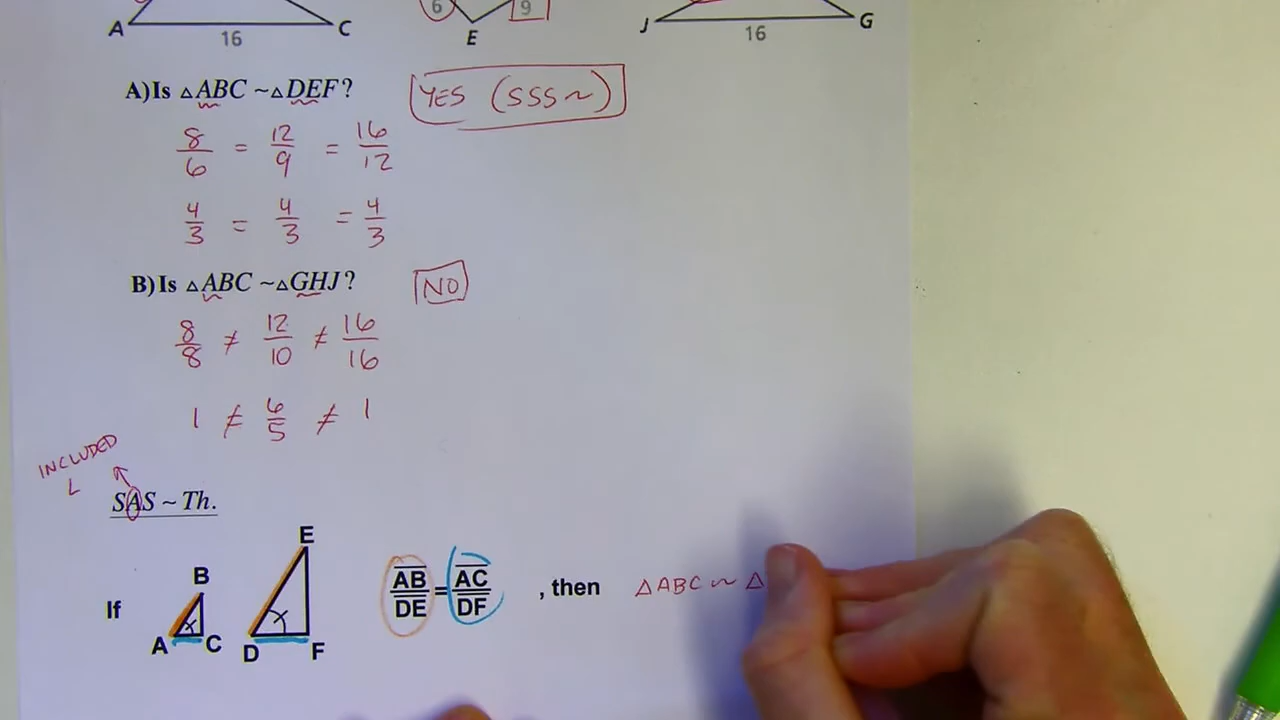 A 16 C 6 E 9 J 16 G
A) Is △ABC ~ △DEF? YES (SSS ~)
8/6 = 12/9 = 16/12
4/3 = 4/3 = 4/3
B) Is △ABC ~ △GHJ? NO
8/8 ≠ 12/10 ≠ 16/16
1 ≠ 6/5 ≠ 1
INCLUDED
∠
SAS ~ Th.
If A B C D E F AB/DE = AC/DF , then △ABC ~ △